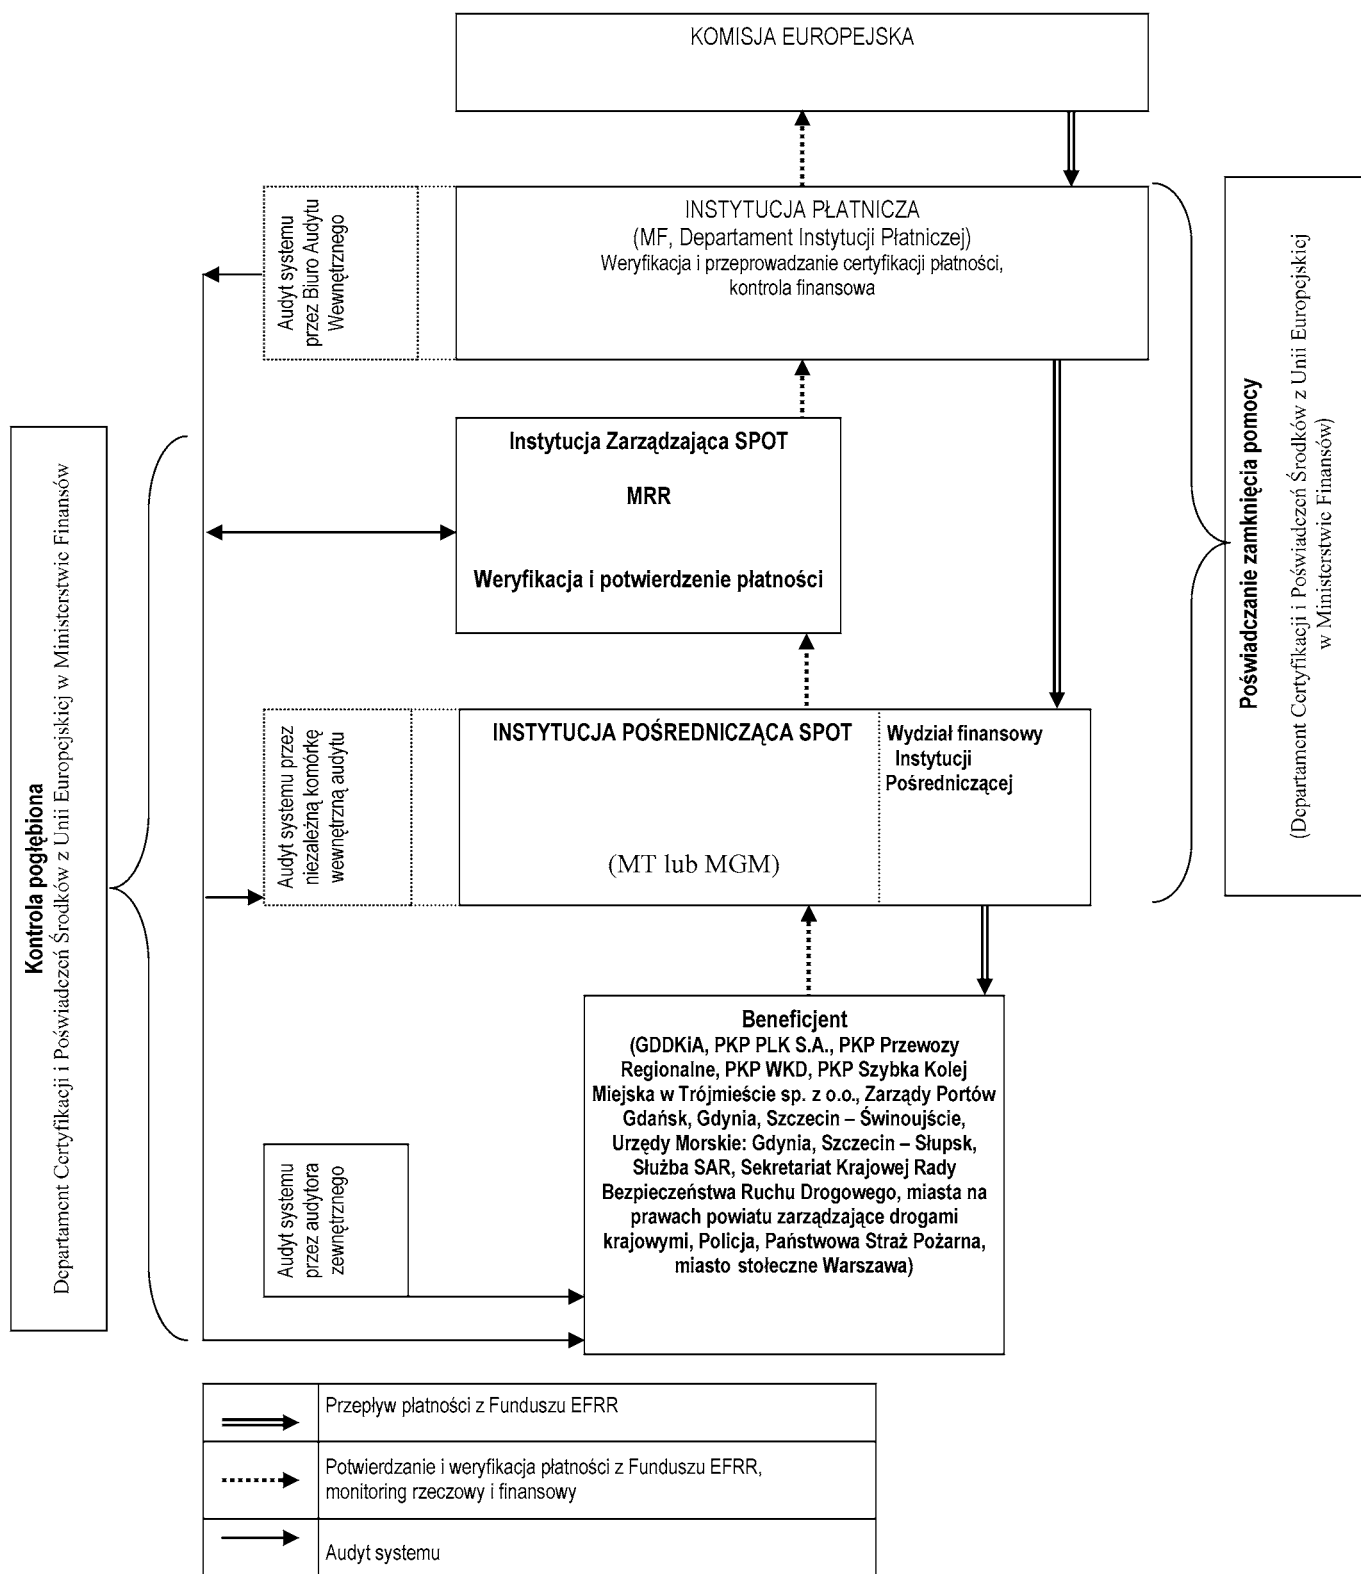 KOMISJA EUROPEJSKA
Audyt systemu
przez Biuro Audytu
Wewnętrznego
INSTYTUCJA PŁATNICZA
(MF, Departament Instytucji Płatniczej)
Weryfikacja i przeprowadzanie certyfikacji płatności,
kontrola finansowa
Poświadczanie zamknięcia pomocy
(Departament Certyfikacji i Poświadczeń Środków z Unii Europejskiej
w Ministerstwie Finansów)
Kontrola pogłębiona
Departament Certyfikacji i Poświadczeń Środków z Unii Europejskiej w Ministerstwie Finansów
Instytucja Zarządzająca SPOT
MRR
Weryfikacja i potwierdzenie płatności
Audyt systemu przez
niezależną komórkę
wewnętrzną audytu
INSTYTUCJA POŚREDNICZĄCA SPOT
(MT lub MGM)
Wydział finansowy
Instytucji
Pośredniczącej
Beneficjent
(GDDKiA, PKP PLK S.A., PKP Przewozy
Regionalne, PKP WKD, PKP Szybka Kolej
Miejska w Trójmieście sp. z o.o., Zarządy Portów
Gdańsk, Gdynia, Szczecin – Świnoujście,
Urzędy Morskie: Gdynia, Szczecin – Słupsk,
Służba SAR, Sekretariat Krajowej Rady
Bezpieczeństwa Ruchu Drogowego, miasta na
prawach powiatu zarządzające drogami
krajowymi, Policja, Państwowa Straż Pożarna,
miasto stołeczne Warszawa)
Audyt systemu
przez audytora
zewnętrznego
Przepływ płatności z Funduszu EFRR
Potwierdzanie i weryfikacja płatności z Funduszu EFRR,
monitoring rzeczowy i finansowy
Audyt systemu